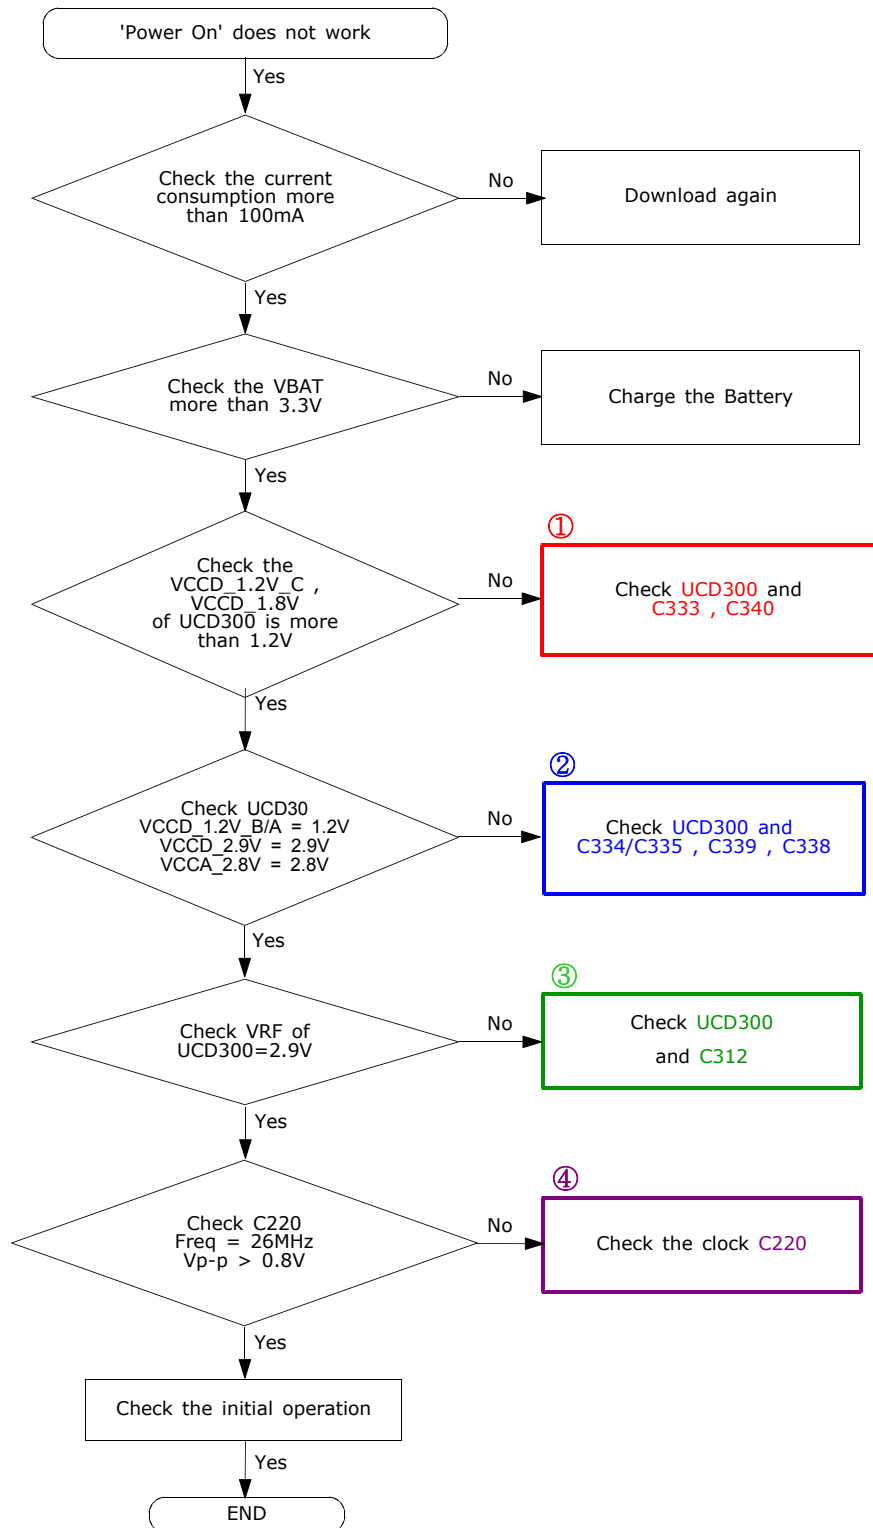 'Power On' does not work
Yes
Check the current
consumption more
than 100mA
No
Download again
Yes
Check the VBAT
more than 3.3V
No
Charge the Battery
Yes
①
Check the
VCCD_1.2V_C ,
VCCD_1.8V
of UCD300 is more
than 1.2V
No
Check UCD300 and
C333 , C340
Yes
②
Check UCD30
VCCD_1.2V_B/A = 1.2V
VCCD_2.9V = 2.9V
VCCA_2.8V = 2.8V
No
Check UCD300 and
C334/C335 , C339 , C338
Yes
③
Check VRF of
UCD300=2.9V
No
Check UCD300
and C312
Yes
④
Check C220
Freq = 26MHz
Vp-p > 0.8V
No
Check the clock C220
Yes
Check the initial operation
Yes
END